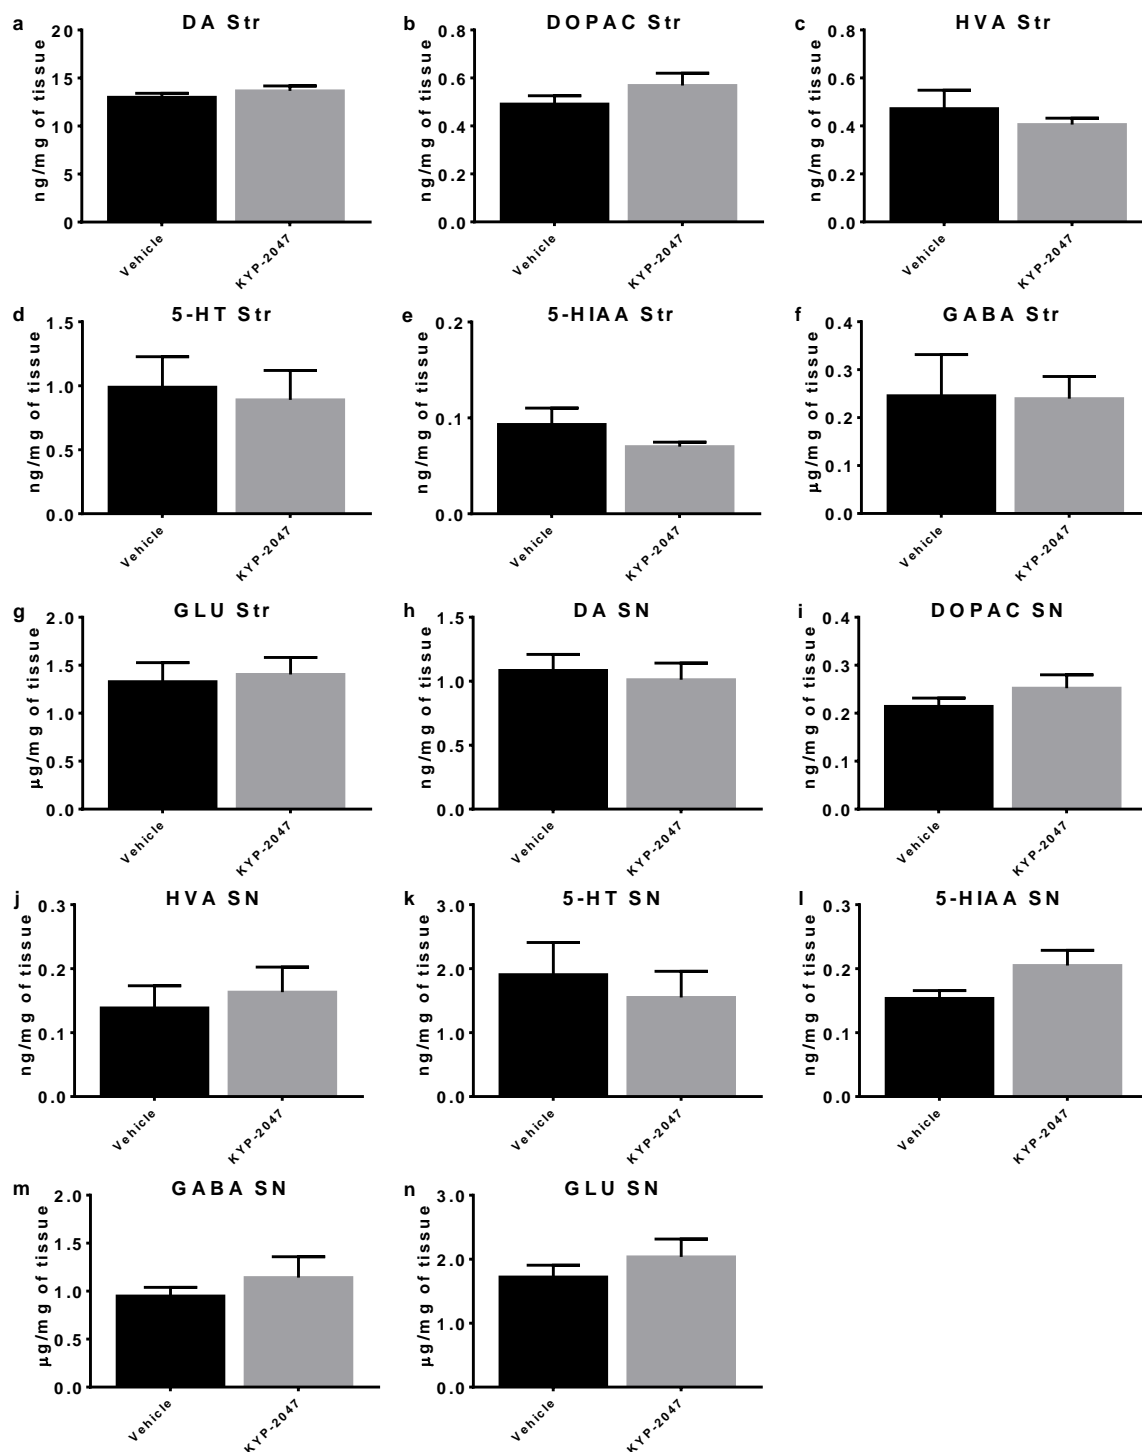 a
DA Str
ng/mg of tissue
20
15
10
5
0
Vehicle
KYP-2047
b
DOPAC Str
ng/mg of tissue
0.8
0.6
0.4
0.2
0.0
Vehicle
KYP-2047
c
HVA Str
ng/mg of tissue
0.8
0.6
0.4
0.2
0.0
Vehicle
KYP-2047
d
5-HT Str
ng/mg of tissue
1.5
1.0
0.5
0.0
Vehicle
KYP-2047
e
5-HIAA Str
ng/mg of tissue
0.2
0.1
0.0
Vehicle
KYP-2047
f
GABA Str
µg/mg of tissue
0.4
0.3
0.2
0.1
0.0
Vehicle
KYP-2047
g
GLU Str
µg/mg of tissue
2.0
1.5
1.0
0.5
0.0
Vehicle
KYP-2047
h
DA SN
ng/mg of tissue
1.5
1.0
0.5
0.0
Vehicle
KYP-2047
i
DOPAC SN
ng/mg of tissue
0.4
0.3
0.2
0.1
0.0
Vehicle
KYP-2047
j
HVA SN
ng/mg of tissue
0.3
0.2
0.1
0.0
Vehicle
KYP-2047
k
5-HT SN
ng/mg of tissue
3.0
2.0
1.0
0.0
Vehicle
KYP-2047
l
5-HIAA SN
ng/mg of tissue
0.3
0.2
0.1
0.0
Vehicle
KYP-2047
m
GABA SN
µg/mg of tissue
2.0
1.5
1.0
0.5
0.0
Vehicle
KYP-2047
n
GLU SN
µg/mg of tissue
3.0
2.0
1.0
0.0
Vehicle
KYP-2047